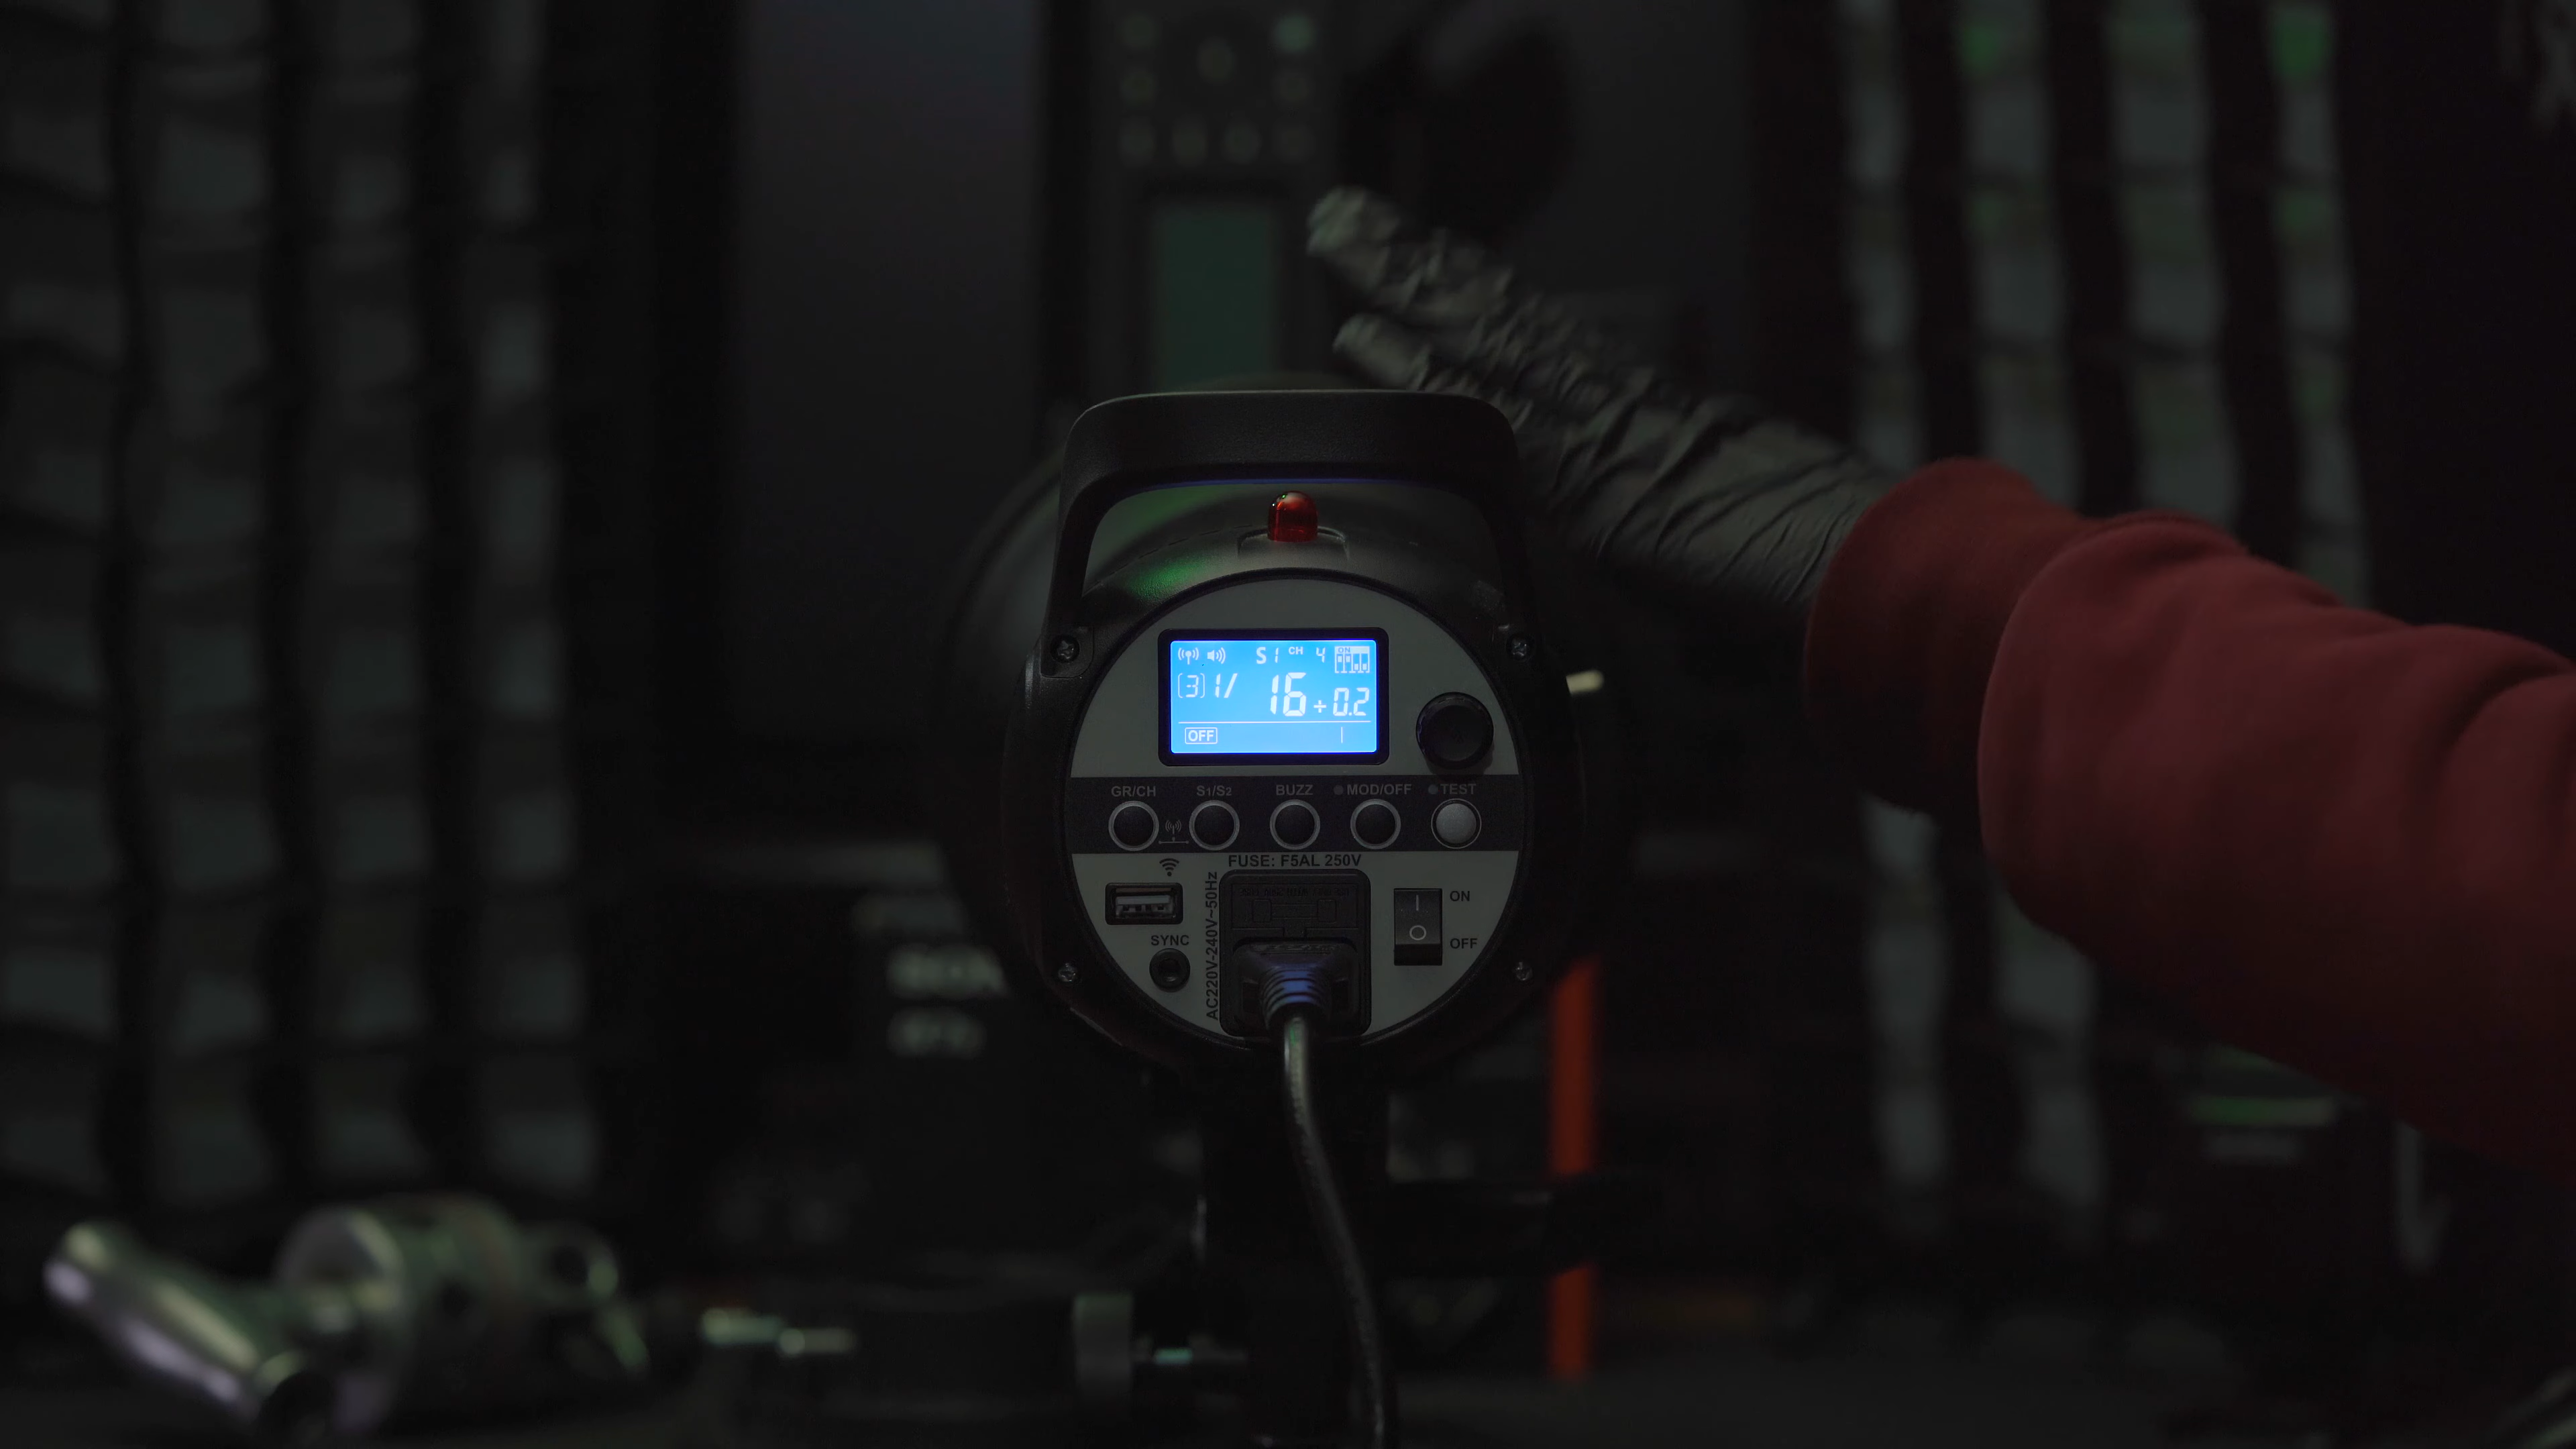 S1 CH 4 ON
[3] 1/ 16 +0.2
OFF
GR/CH S1/S2 BUZZ MOD/OFF TEST
FUSE: F5AL 250V
AC220V-240V~50Hz
SYNC
ON
OFF